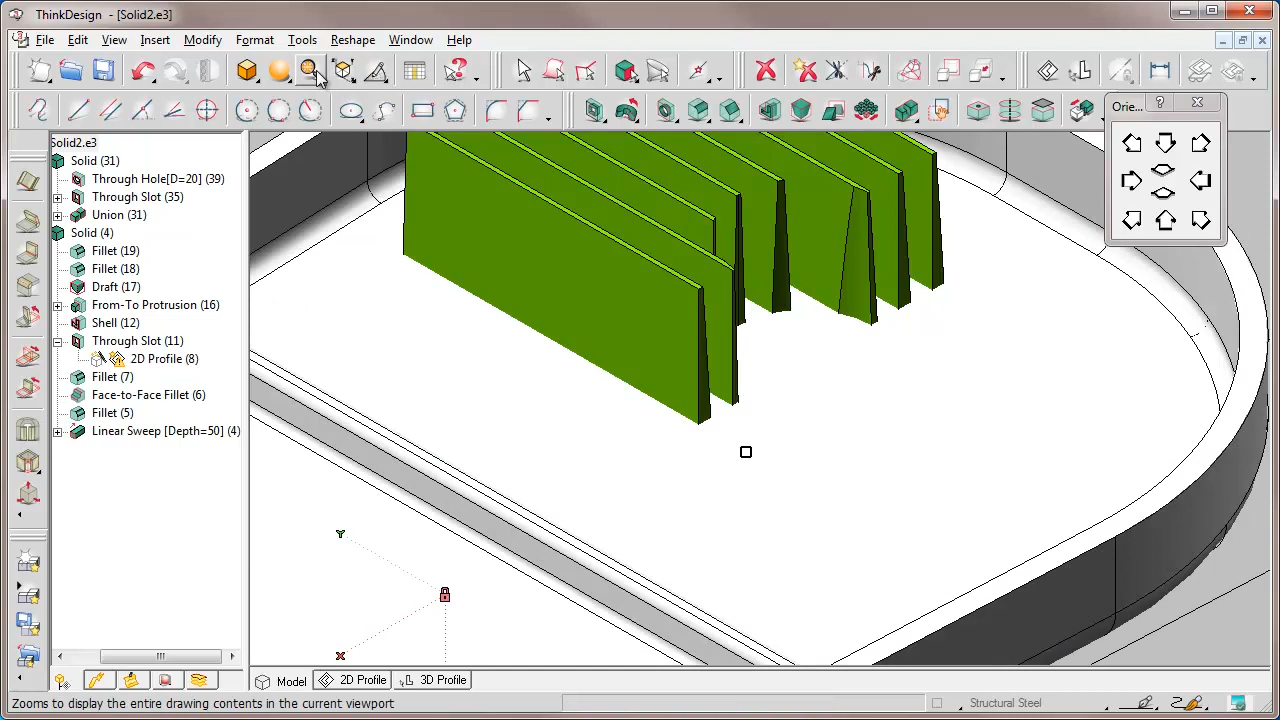 ThinkDesign - [Solid2.e3]
File Edit View Insert Modify Format Tools Reshape Window Help
Orie...
Solid2.e3
Solid (31)
Through Hole[D=20] (39)
Through Slot (35)
Union (31)
Solid (4)
Fillet (19)
Fillet (18)
Draft (17)
From-To Protrusion (16)
Shell (12)
Through Slot (11)
2D Profile (8)
Fillet (7)
Face-to-Face Fillet (6)
Fillet (5)
Linear Sweep [Depth=50] (4)
Y
X
Model 2D Profile 3D Profile
Zooms to display the entire drawing contents in the current viewport
Structural Steel